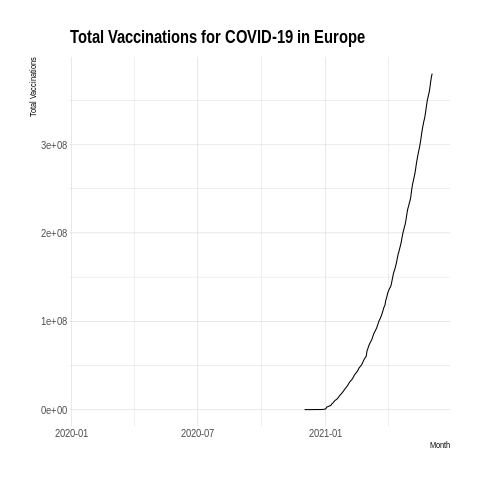 Total Vaccinations for COVID-19 in Europe
Total Vaccinations
3e+08
2e+08
1e+08
0e+00
2020-01
2020-07
2021-01
Month